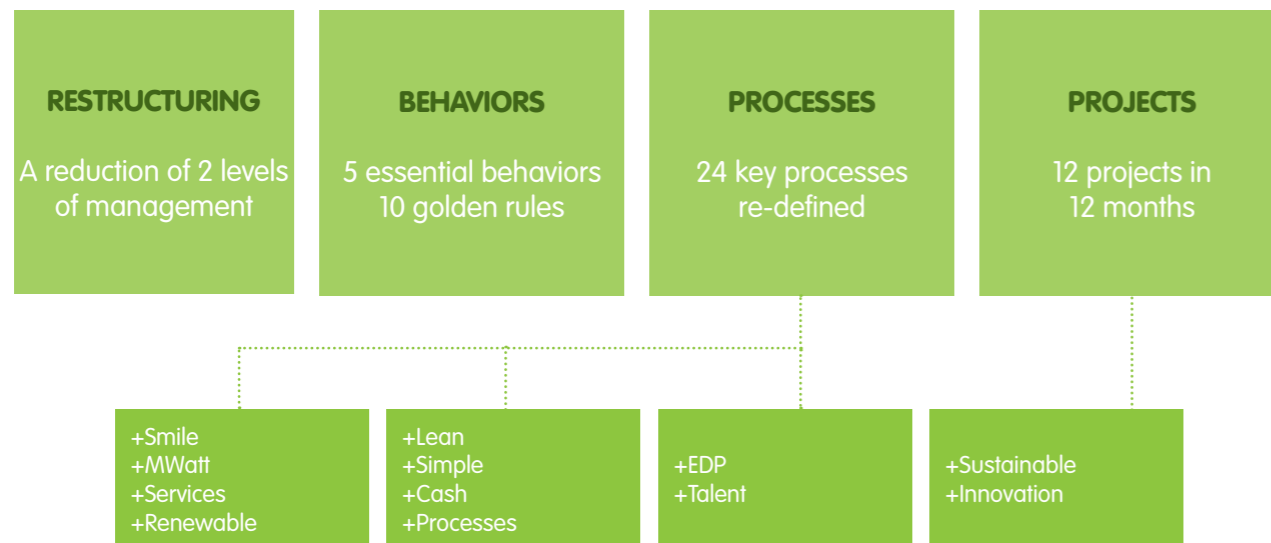 RESTRUCTURING
A reduction of 2 levels
of management
BEHAVIORS
5 essential behaviors
10 golden rules
PROCESSES
24 key processes
re-defined
PROJECTS
12 projects in
12 months
+Smile
+MWatt
+Services
+Renewable
+Lean
+Simple
+Cash
+Processes
+EDP
+Talent
+Sustainable
+Innovation